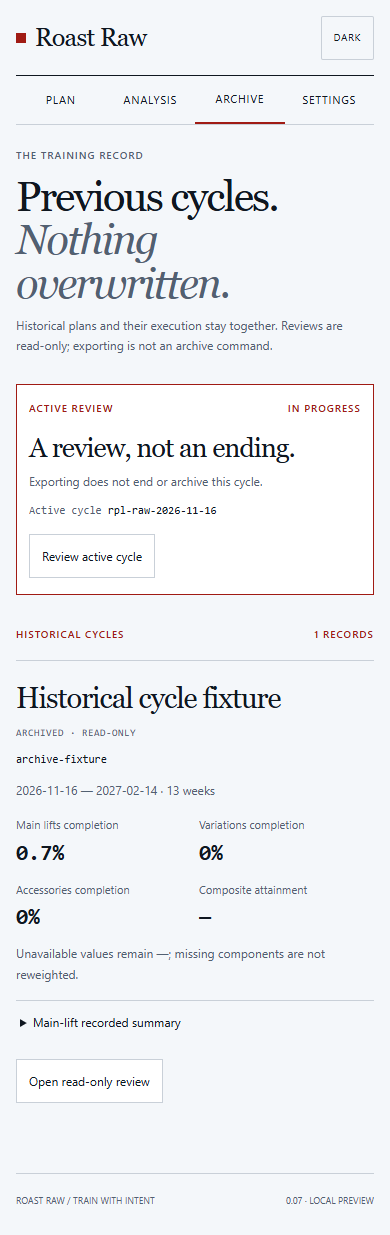 Roast Raw
DARK
PLAN ANALYSIS ARCHIVE SETTINGS
THE TRAINING RECORD
Previous cycles.
Nothing
overwritten.
Historical plans and their execution stay together. Reviews are
read-only; exporting is not an archive command.
ACTIVE REVIEW IN PROGRESS
A review, not an ending.
Exporting does not end or archive this cycle.
Active cycle rpl-raw-2026-11-16
Review active cycle
HISTORICAL CYCLES 1 RECORDS
Historical cycle fixture
ARCHIVED · READ-ONLY
archive-fixture
2026-11-16 — 2027-02-14 · 13 weeks
Main lifts completion Variations completion
0.7% 0%
Accessories completion Composite attainment
0% —
Unavailable values remain —; missing components are not
reweighted.
▶ Main-lift recorded summary
Open read-only review
ROAST RAW / TRAIN WITH INTENT 0.07 · LOCAL PREVIEW